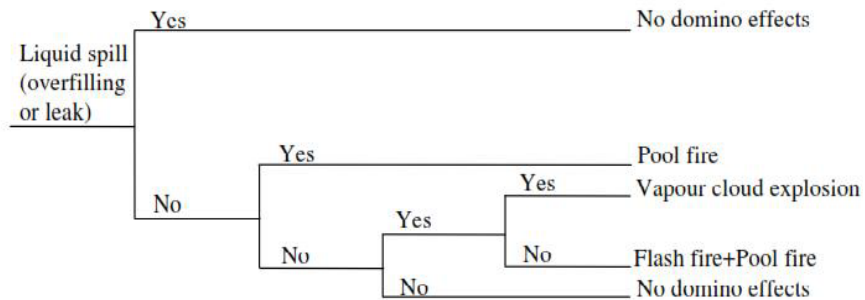 Yes
No domino effects
Liquid spill
(overfilling
or leak)
Yes
Pool fire
Yes
Vapour cloud explosion
No
Yes
No
No
Flash fire+Pool fire
No
No domino effects